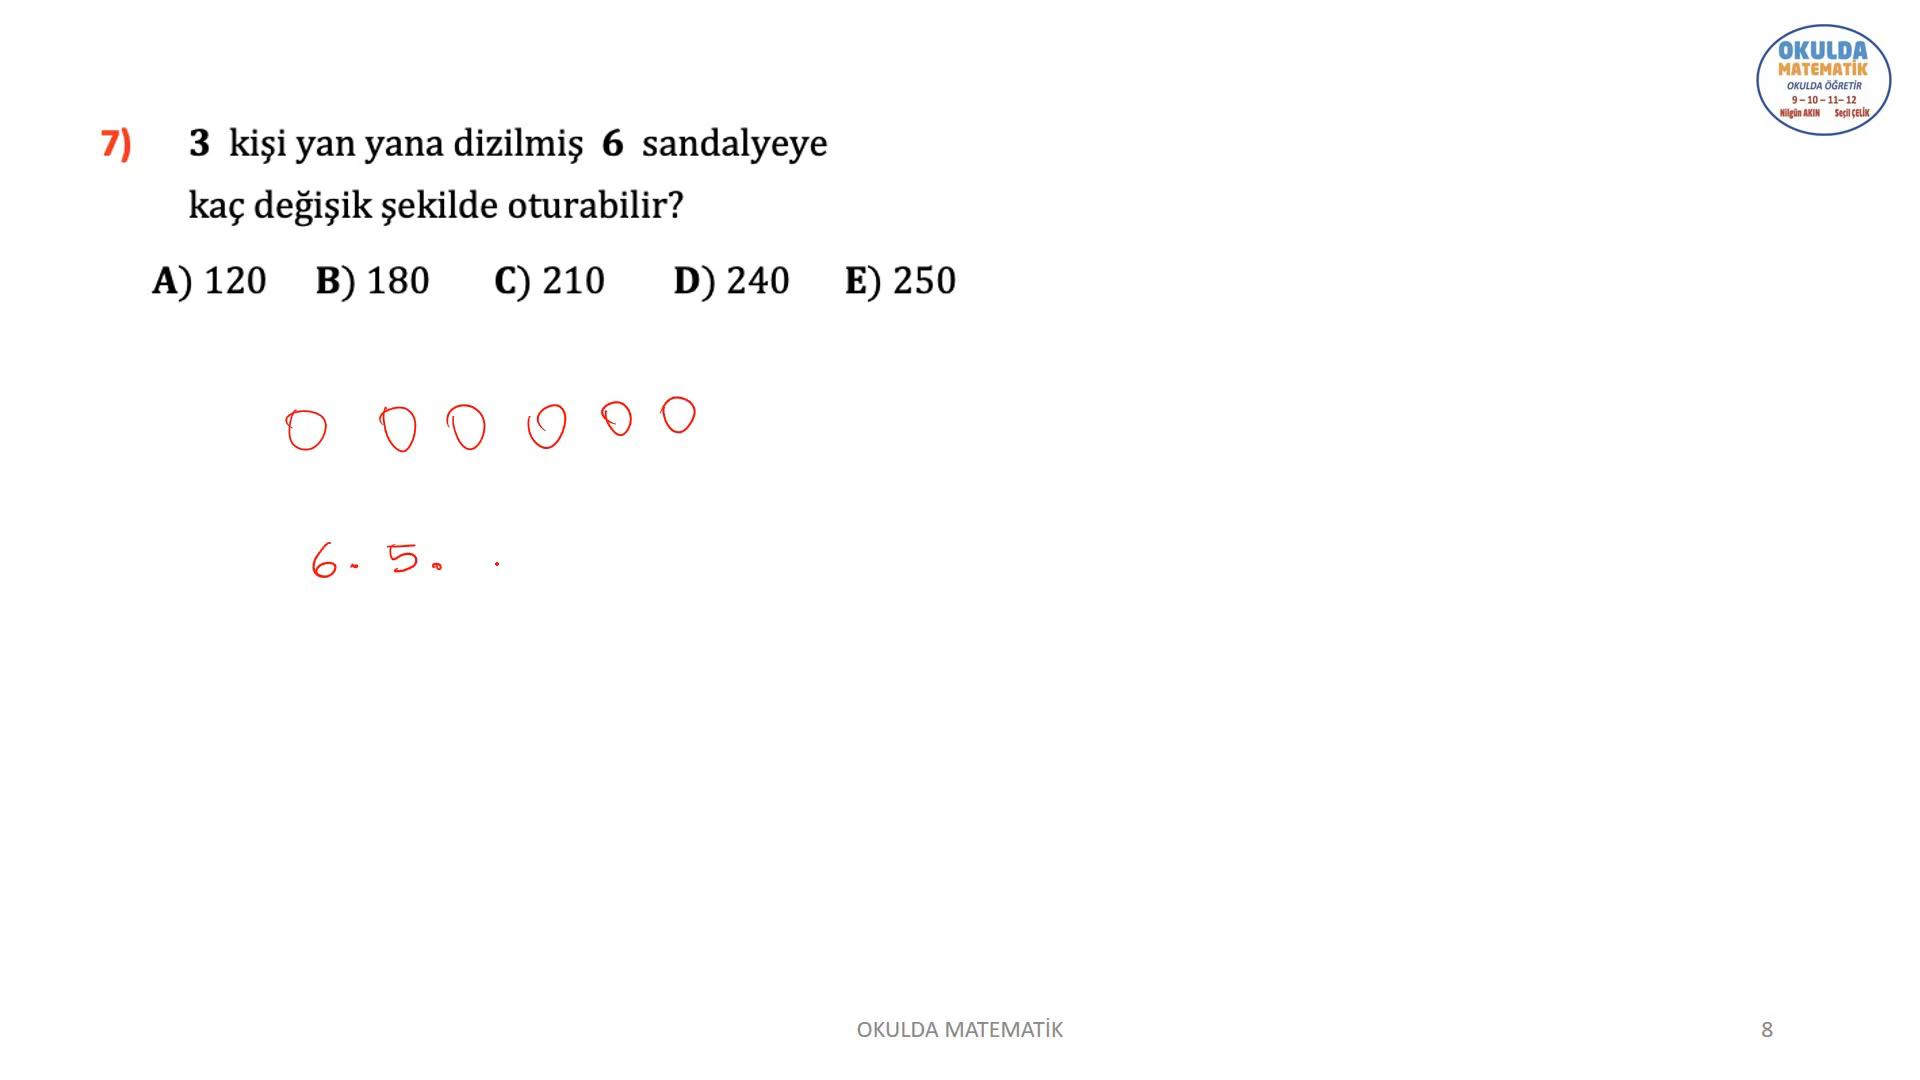 OKULDA
MATEMATİK
OKULDA ÖĞRETİR
9 – 10 – 11– 12
Nilgün AKIN Seçil ÇELİK
7) 3 kişi yan yana dizilmiş 6 sandalyeye
kaç değişik şekilde oturabilir?
A) 120 B) 180 C) 210 D) 240 E) 250
6. 5. .
OKULDA MATEMATİK
8